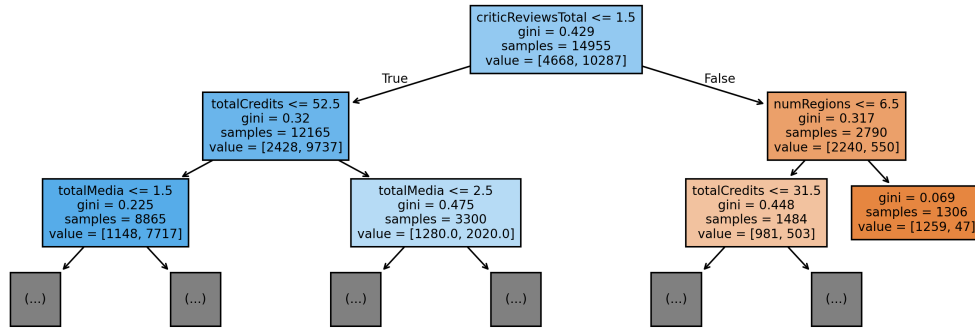 criticReviewsTotal <= 1.5
gini = 0.429
samples = 14955
value = [4668, 10287]
True
False
totalCredits <= 52.5
gini = 0.32
samples = 12165
value = [2428, 9737]
numRegions <= 6.5
gini = 0.317
samples = 2790
value = [2240, 550]
totalMedia <= 1.5
gini = 0.225
samples = 8865
value = [1148, 7717]
totalMedia <= 2.5
gini = 0.475
samples = 3300
value = [1280.0, 2020.0]
totalCredits <= 31.5
gini = 0.448
samples = 1484
value = [981, 503]
gini = 0.069
samples = 1306
value = [1259, 47]
(...)
(...)
(...)
(...)
(...)
(...)